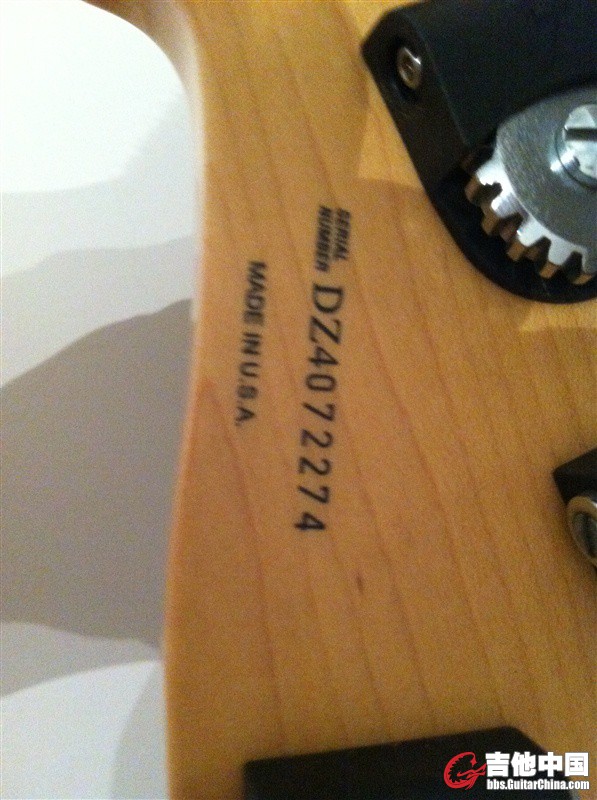 SERIAL
NUMBER
DZ4072274
MADE IN U.S.A.
吉他中国
bbs.GuitarChina.com